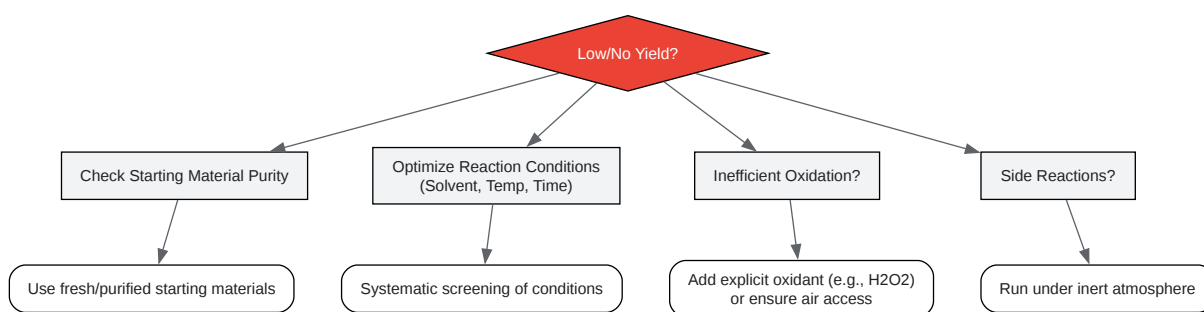 Low/No Yield?
Check Starting Material Purity
Optimize Reaction Conditions
(Solvent, Temp, Time)
Inefficient Oxidation?
Side Reactions?
Use fresh/purified starting materials
Systematic screening of conditions
Add explicit oxidant (e.g., H2O2)
or ensure air access
Run under inert atmosphere